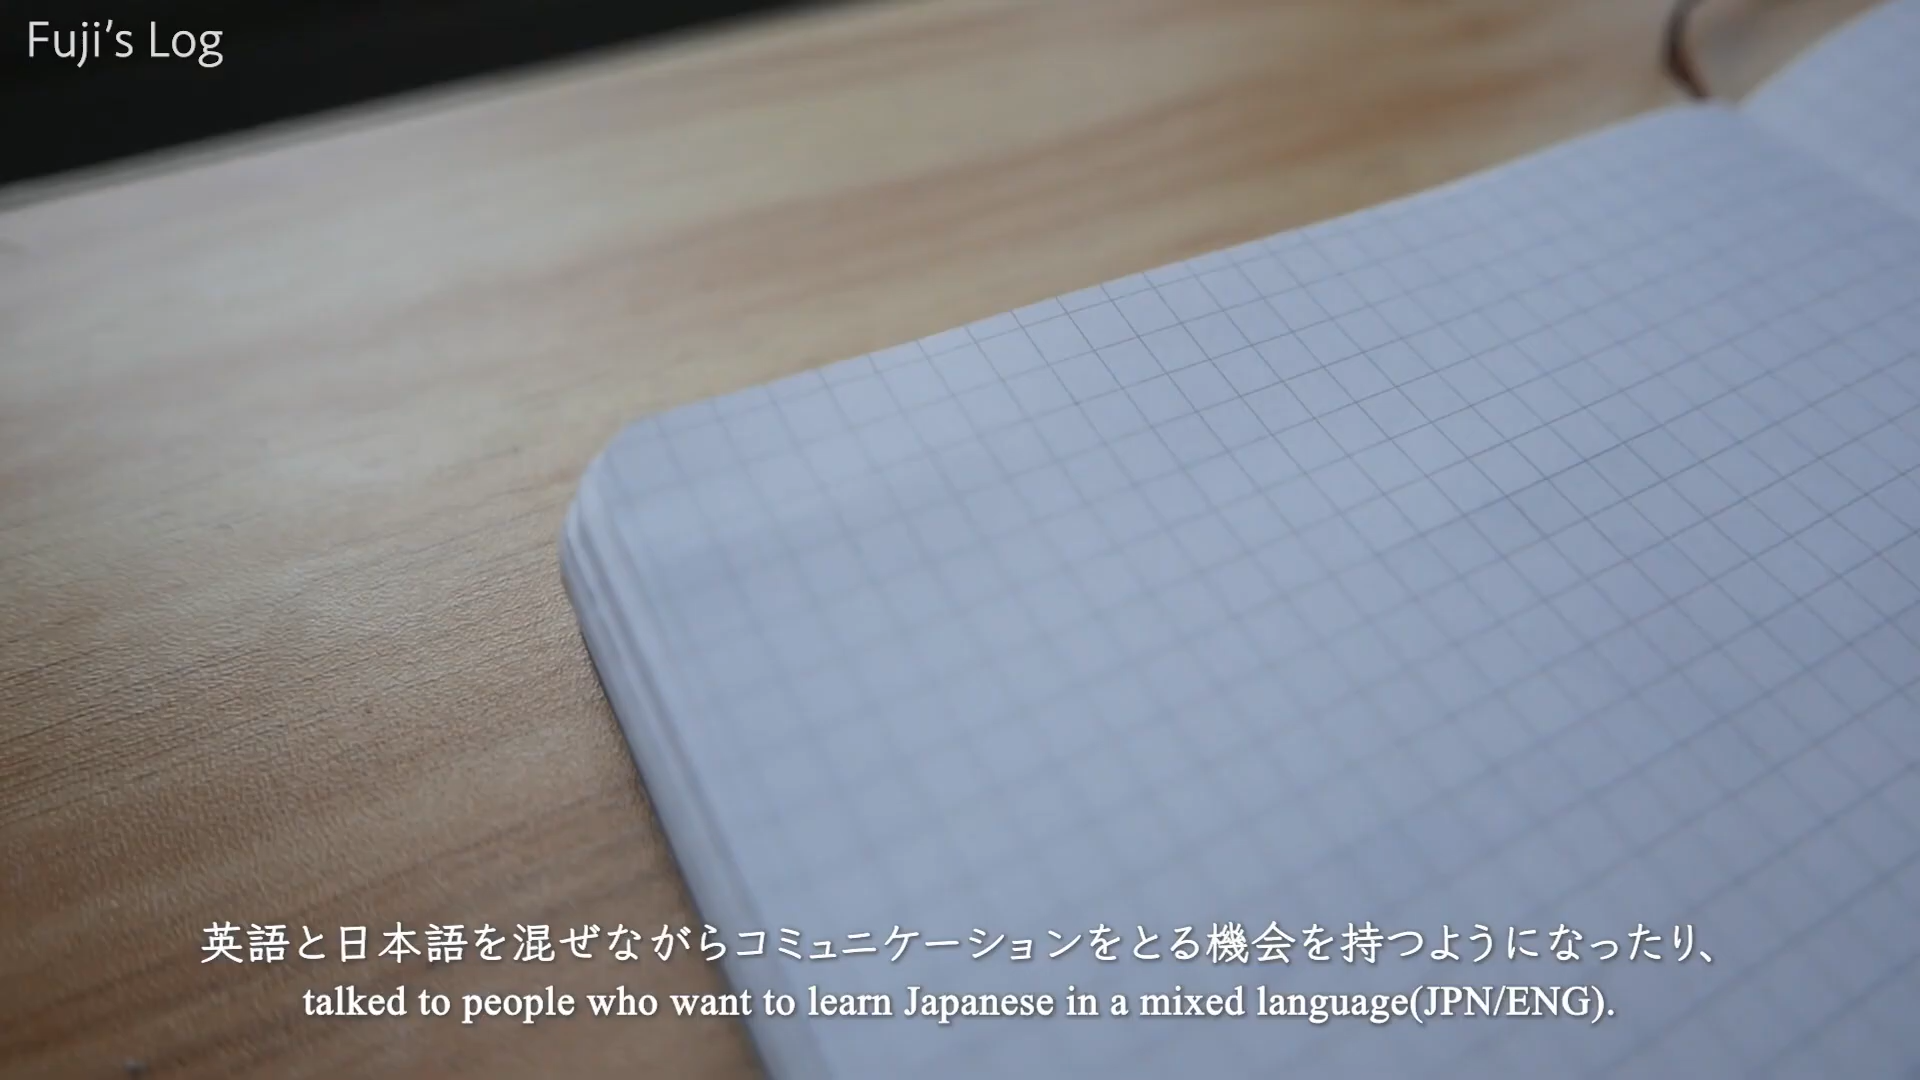 Fuji's Log
英語と日本語を混ぜながらコミュニケーションをとる機会を持つようになったり、
talked to people who want to learn Japanese in a mixed language(JPN/ENG).